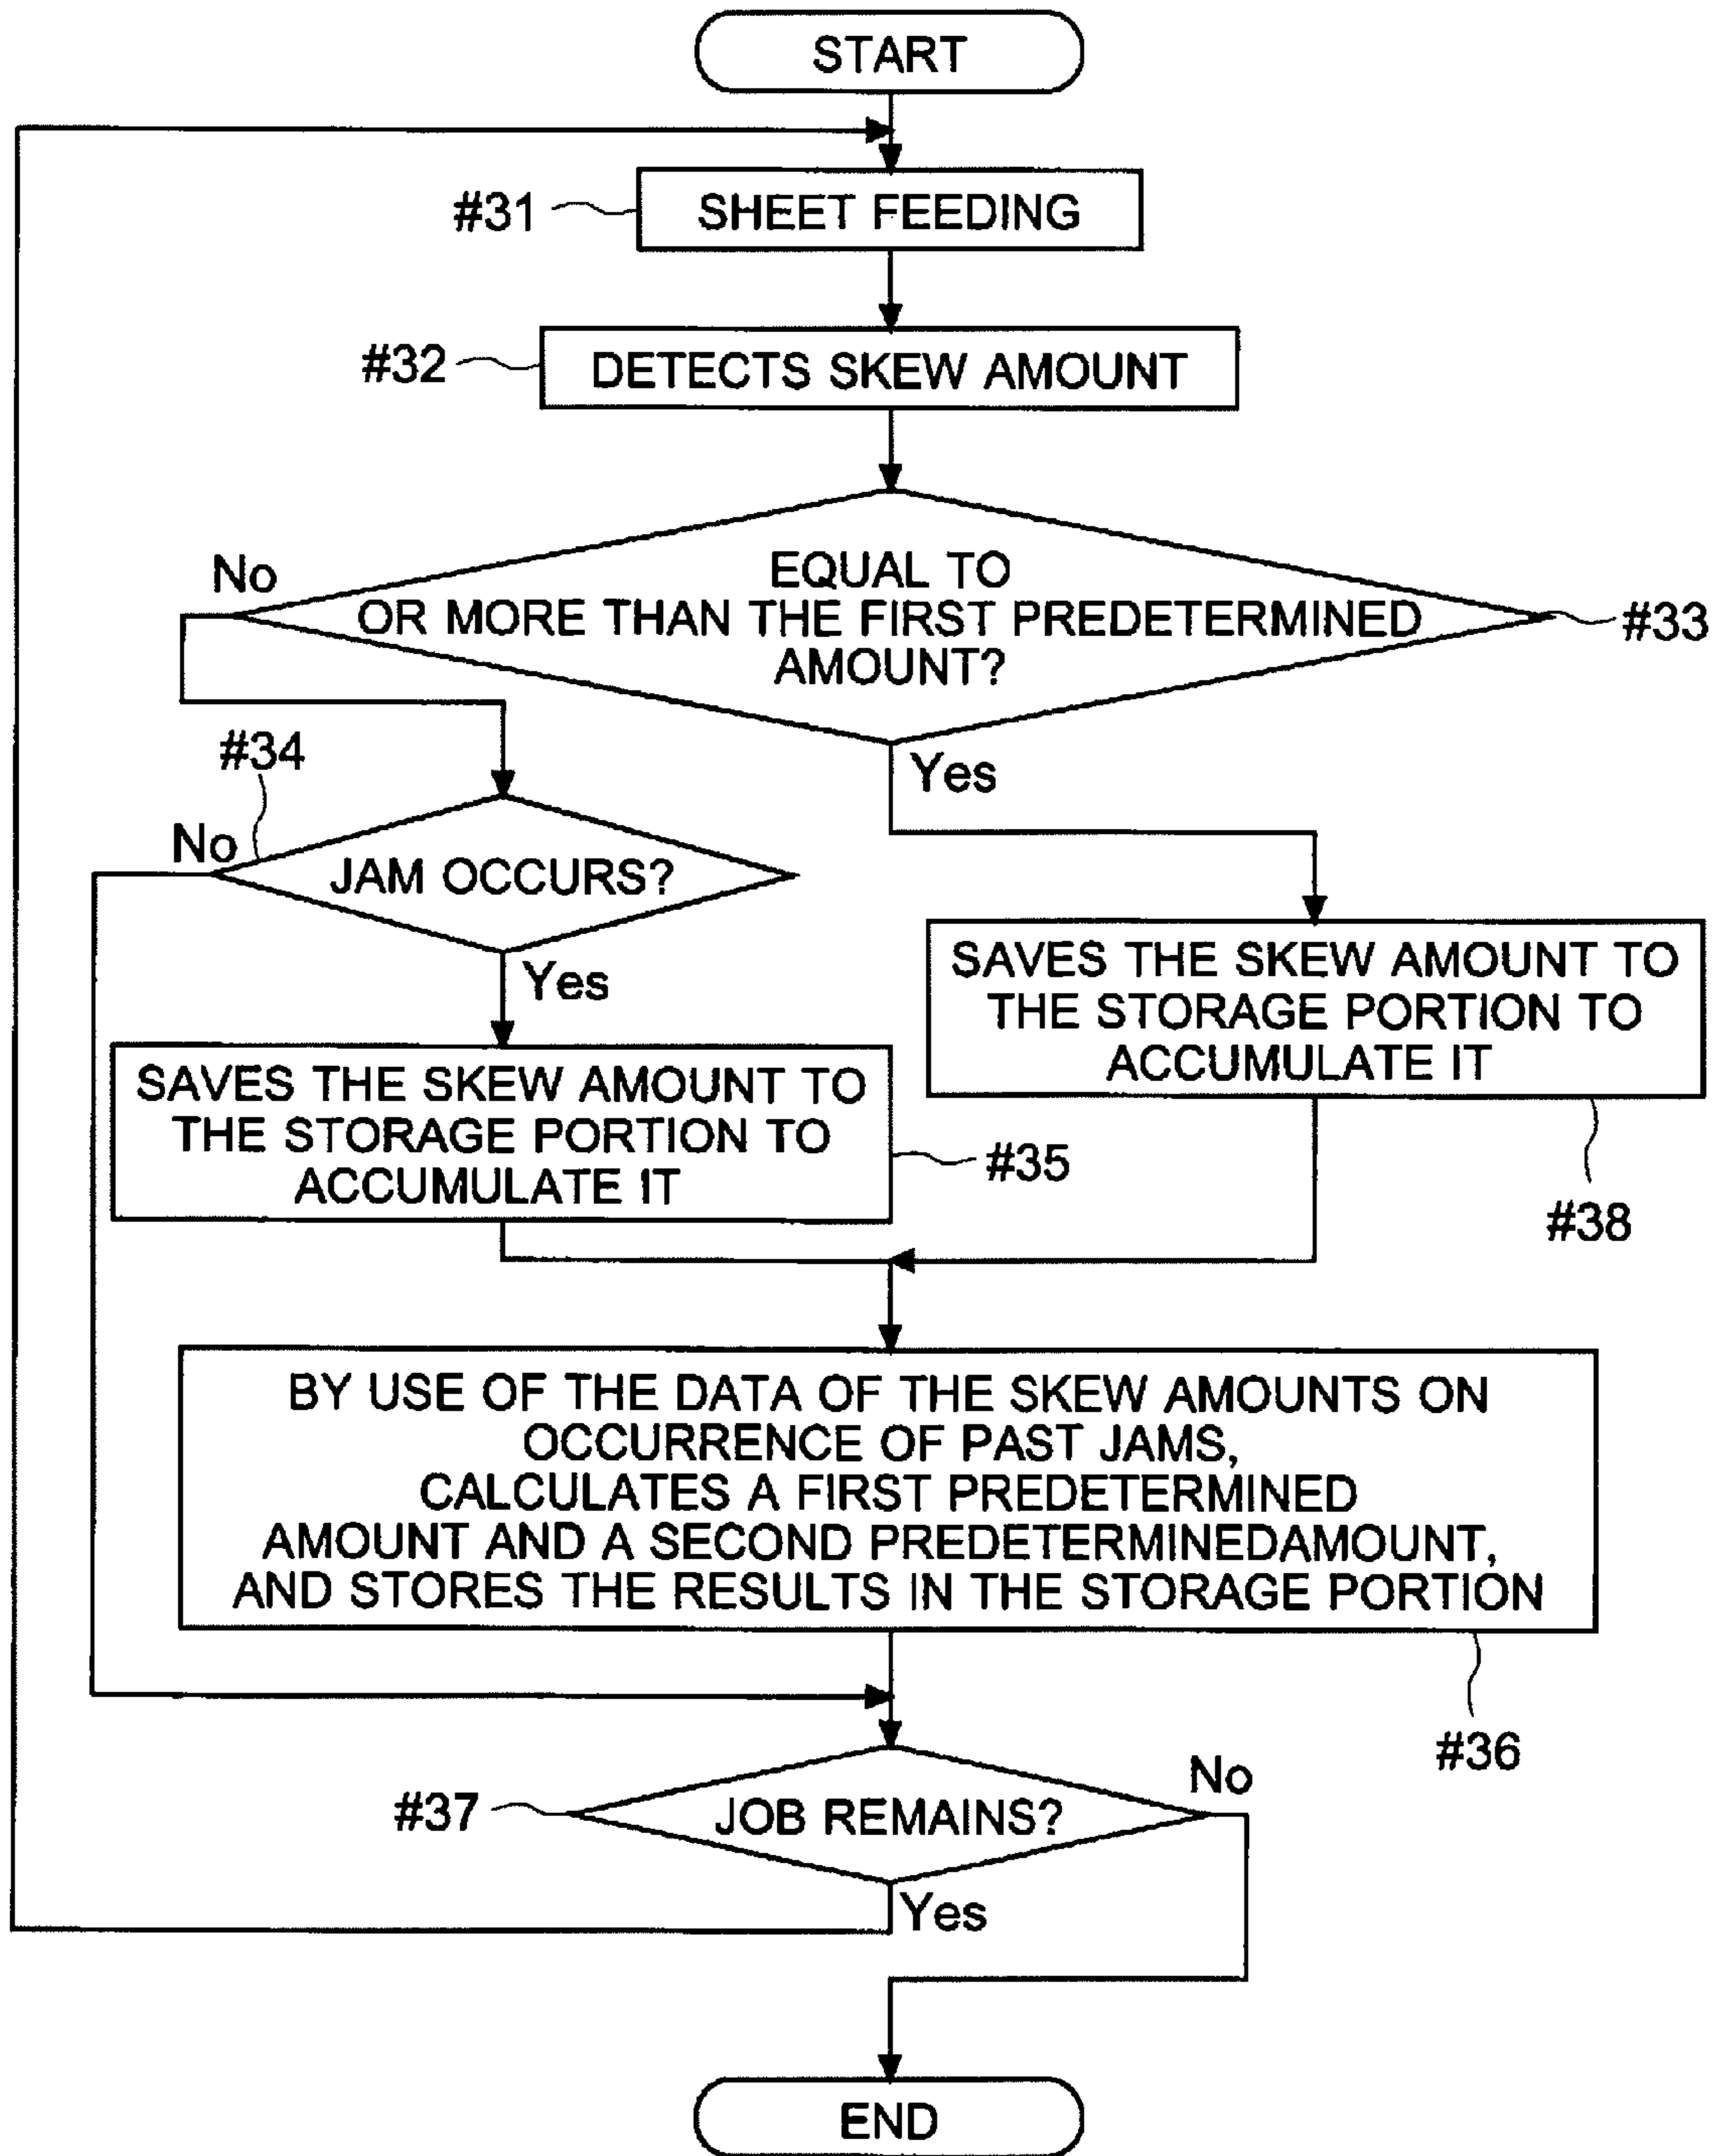 START
#31
SHEET FEEDING
#32
DETECTS SKEW AMOUNT
No
EQUAL TO
OR MORE THAN THE FIRST PREDETERMINED
AMOUNT?
#33
Yes
#34
No
JAM OCCURS?
Yes
SAVES THE SKEW AMOUNT TO
THE STORAGE PORTION TO
ACCUMULATE IT
#35
SAVES THE SKEW AMOUNT TO
THE STORAGE PORTION TO
ACCUMULATE IT
#38
BY USE OF THE DATA OF THE SKEW AMOUNTS ON
OCCURRENCE OF PAST JAMS,
CALCULATES A FIRST PREDETERMINED
AMOUNT AND A SECOND PREDETERMINEDAMOUNT,
AND STORES THE RESULTS IN THE STORAGE PORTION
#36
#37
JOB REMAINS?
No
Yes
END